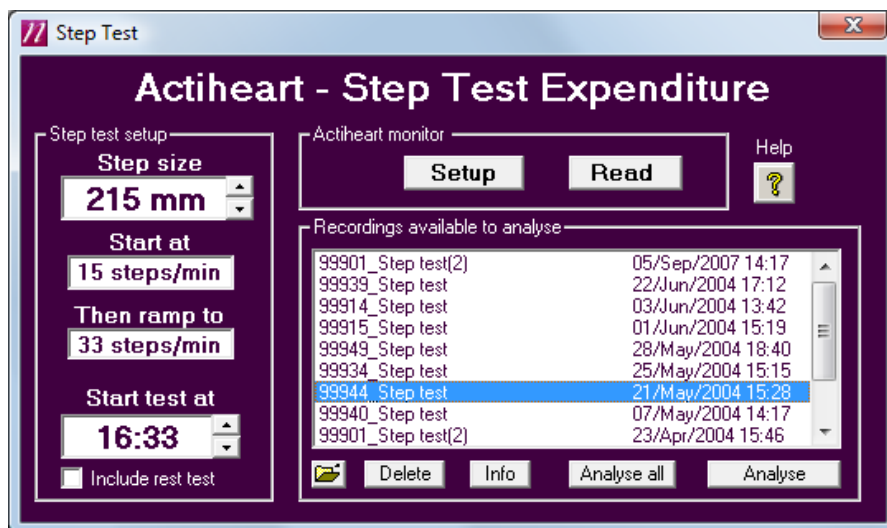 Step Test
Actiheart - Step Test Expenditure
Step test setup
Step size
215 mm
Start at
15 steps/min
Then ramp to
33 steps/min
Start test at
16:33
Include rest test
Actiheart monitor
Setup Read
Help
?
Recordings available to analyse
99901_Step test(2) 05/Sep/2007 14:17
99939_Step test 22/Jun/2004 17:12
99914_Step test 03/Jun/2004 13:42
99915_Step test 01/Jun/2004 15:19
99949_Step test 28/May/2004 18:40
99934_Step test 25/May/2004 15:15
99944_Step test 21/May/2004 15:28
99940_Step test 07/May/2004 14:17
99901_Step test(2) 23/Apr/2004 15:46
Delete Info Analyse all Analyse